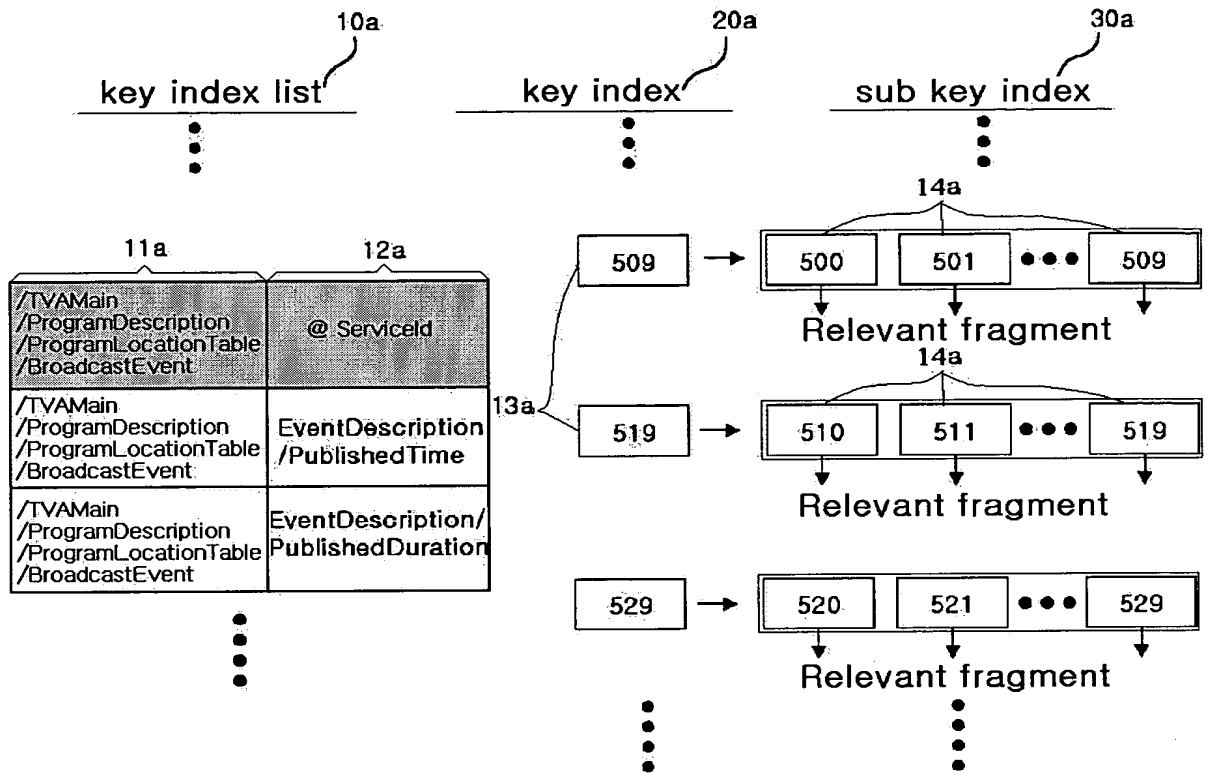 10a
20a
30a
key index list
key index
sub key index
14a
11a
12a
509
500
501
509
/TVAMain
/ProgramDescription
/ProgramLocationTable
/BroadcastEvent
@ ServiceId
Relevant fragment
14a
13a
/TVAMain
/ProgramDescription
/ProgramLocationTable
/BroadcastEvent
EventDescription
/PublishedTime
519
510
511
519
Relevant fragment
/TVAMain
/ProgramDescription
/ProgramLocationTable
/BroadcastEvent
EventDescription/
PublishedDuration
529
520
521
529
Relevant fragment